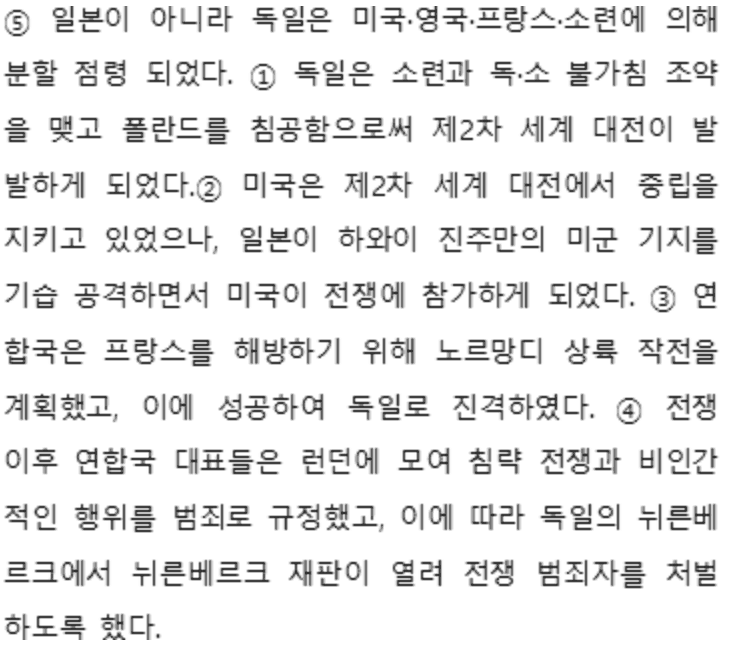 ⑤ 일본이 아니라 독일은 미국·영국·프랑스·소련에 의해
분할 점령 되었다. ① 독일은 소련과 독·소 불가침 조약
을 맺고 폴란드를 침공함으로써 제2차 세계 대전이 발
발하게 되었다.② 미국은 제2차 세계 대전에서 중립을
지키고 있었으나, 일본이 하와이 진주만의 미군 기지를
기습 공격하면서 미국이 전쟁에 참가하게 되었다. ③ 연
합국은 프랑스를 해방하기 위해 노르망디 상륙 작전을
계획했고, 이에 성공하여 독일로 진격하였다. ④ 전쟁
이후 연합국 대표들은 런던에 모여 침략 전쟁과 비인간
적인 행위를 범죄로 규정했고, 이에 따라 독일의 뉘른베
르크에서 뉘른베르크 재판이 열려 전쟁 범죄자를 처벌
하도록 했다.